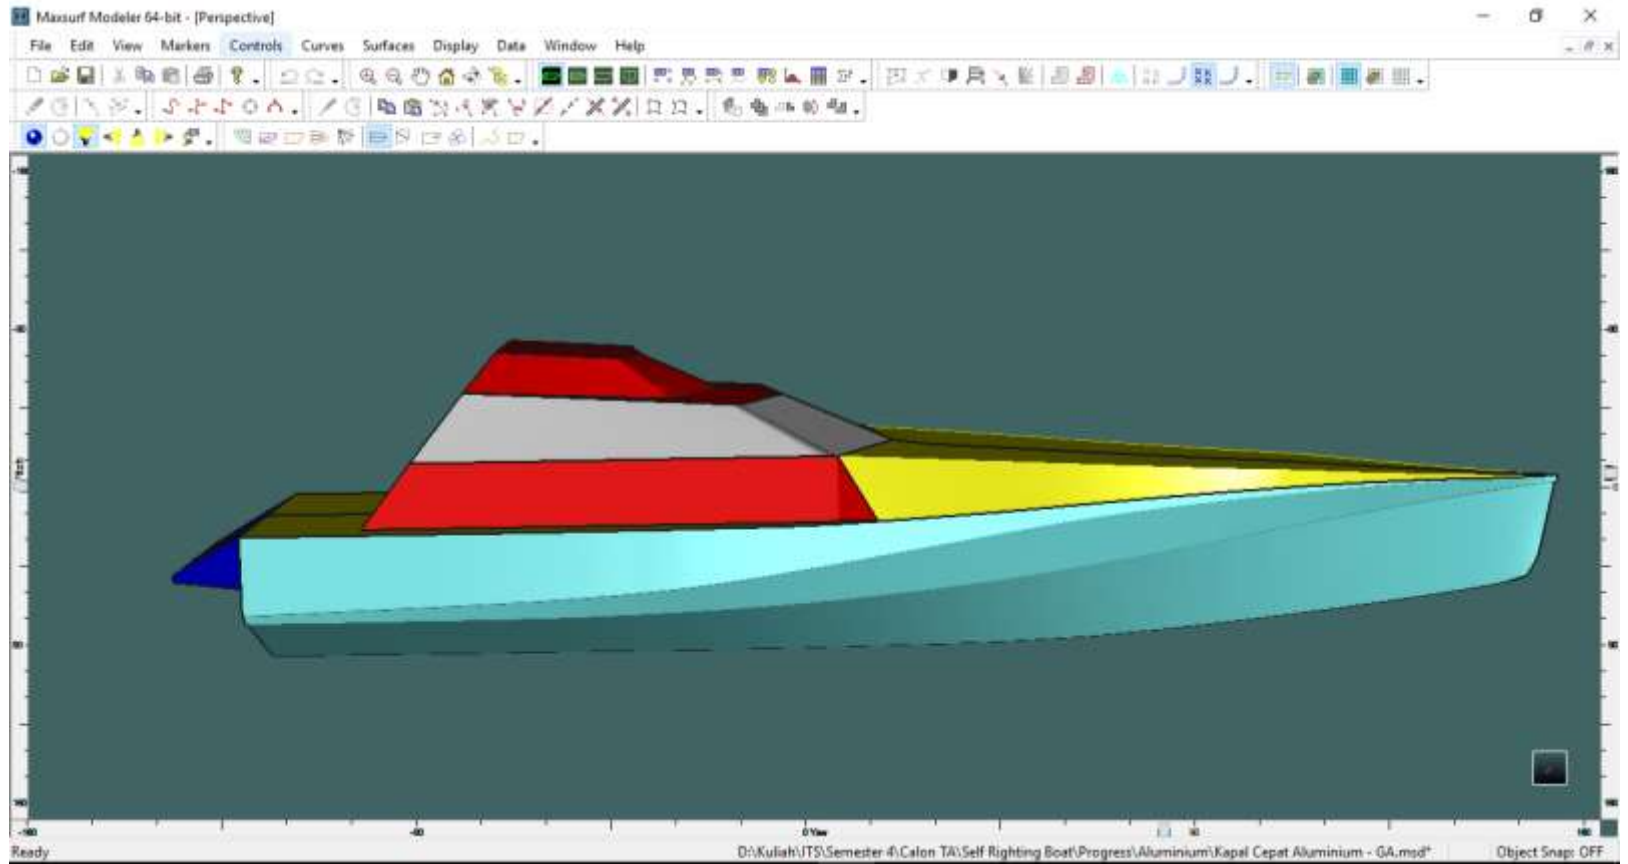 Maxsurf Modeler 64-bit - [Perspective]
File Edit View Markers Controls Curves Surfaces Display Data Window Help
Ready D:\Kuliah\ITS\Semester 4\Calon TA\Self Righting Boat\Progress\Aluminium\Kapal Cepat Aluminium - GA.msd* Object Snap: OFF